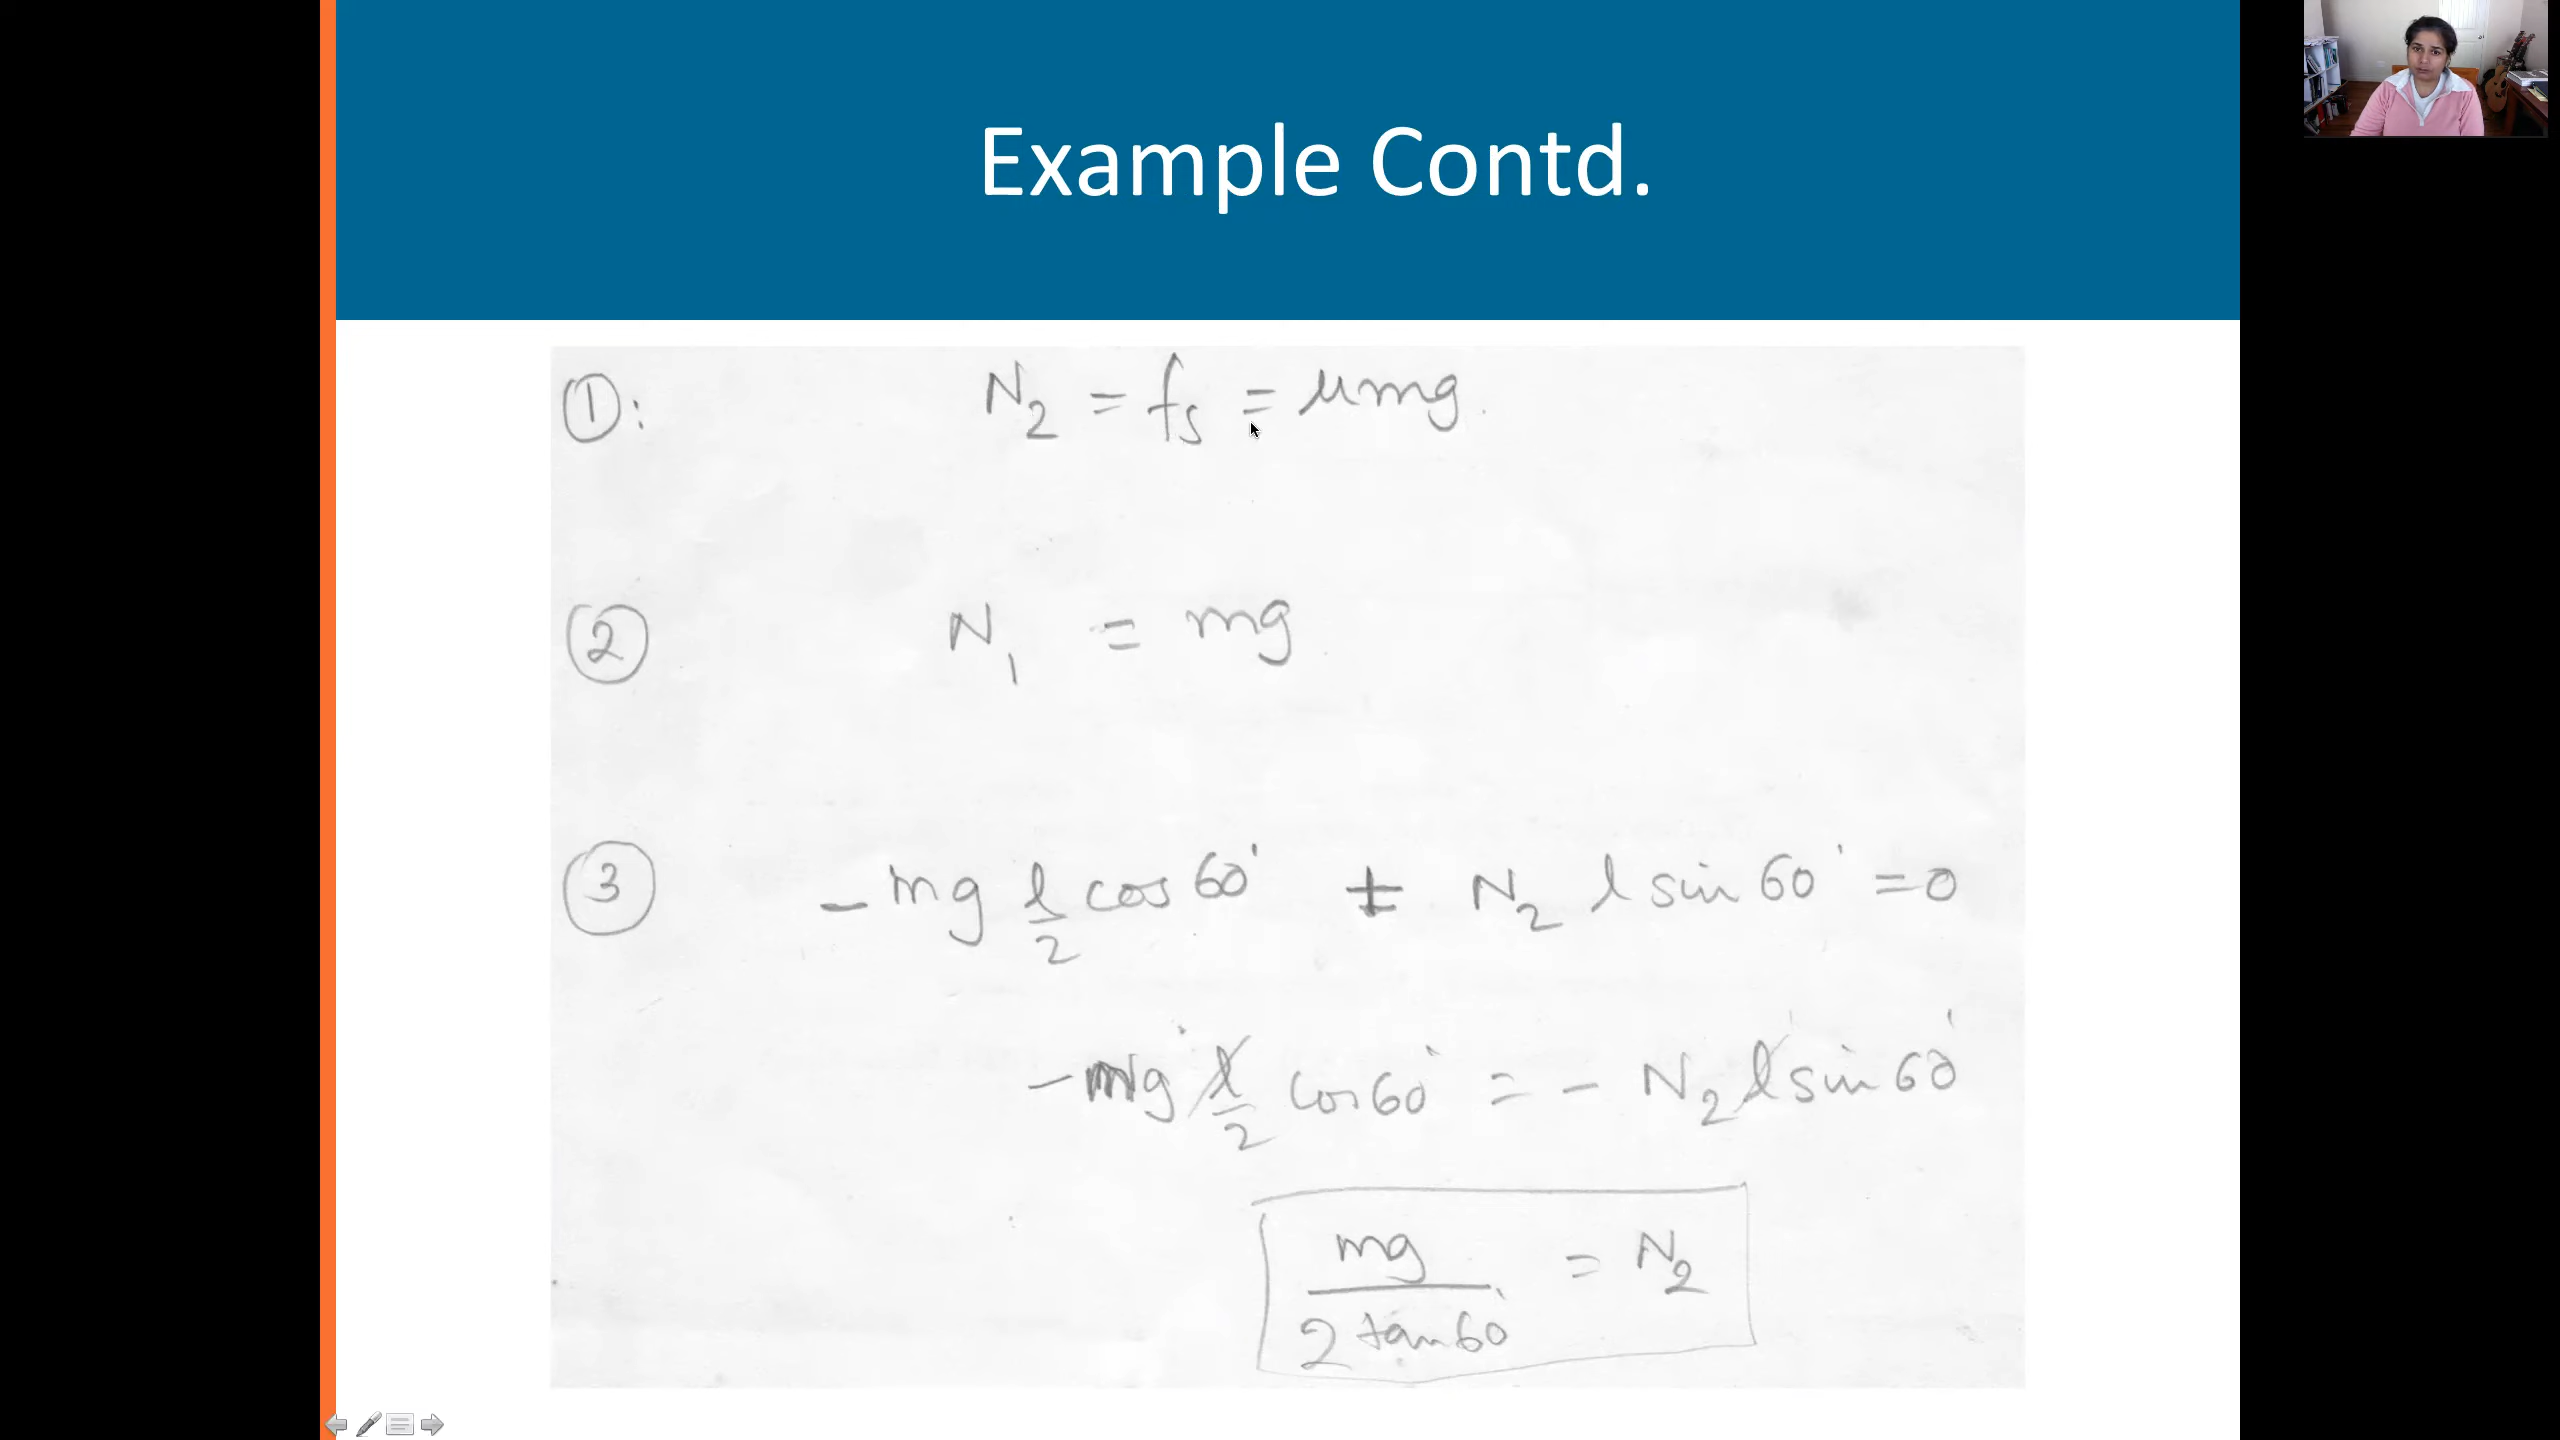 Example Contd.
①: N₂ = fₛ = μmg.
② N₁ = mg
③ - mg l/2 cos 60° + N₂ l sin 60° = 0
- mg l/2 cos 60° = - N₂ l sin 60°
mg / 2 tan 60° = N₂